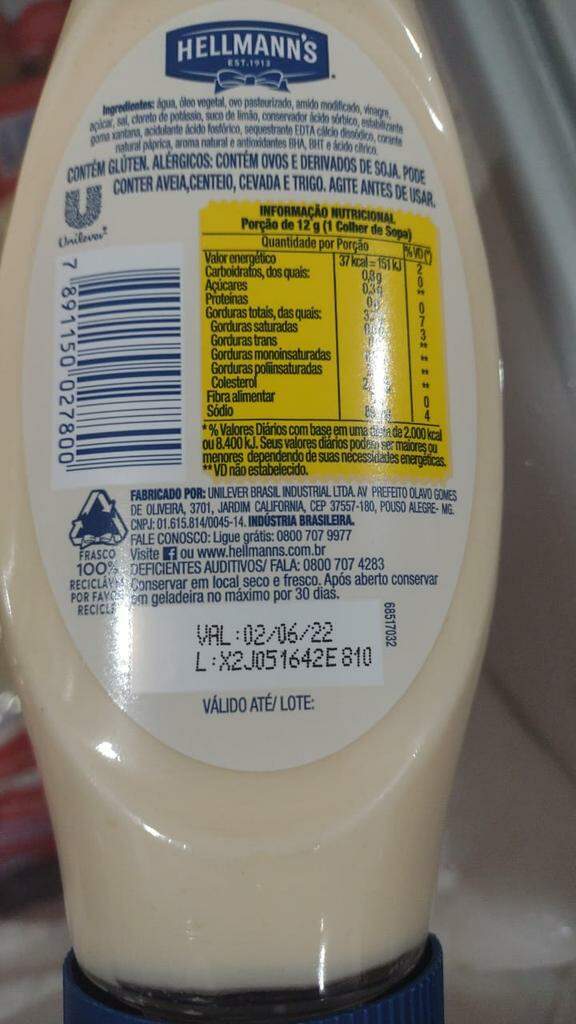 HELLMANN'S
EST.1913
Ingredientes: água, óleo vegetal, ovo pasteurizado, amido modificado, vinagre,
açúcar, sal, cloreto de potássio, suco de limão, conservador ácido sórbico, estabilizante
goma xantana, acidulante ácido fosfórico, sequestrante EDTA cálcio dissódico, corante
natural páprica, aroma natural e antioxidantes BHA, BHT e ácido cítrico.
CONTÉM GLÚTEN. ALÉRGICOS: CONTÉM OVOS E DERIVADOS DE SOJA. PODE
CONTER AVEIA,CENTEIO, CEVADA E TRIGO. AGITE ANTES DE USAR.
Unilever
7 891150 027800
INFORMAÇÃO NUTRICIONAL
Porção de 12 g (1 Colher de Sopa)
Quantidade por Porção %VD(*)
Valor energético 37 kcal = 151 kJ 2
Carboidratos, dos quais: 0,8g 0
Açúcares 0,3g **
Proteínas 0
Gorduras totais, das quais: 7
Gorduras saturadas 3
Gorduras trans **
Gorduras monoinsaturadas **
Gorduras poliinsaturadas **
Colesterol **
Fibra alimentar 0
Sódio 4
*% Valores Diários com base em uma dieta de 2.000 kcal
ou 8.400 kJ. Seus valores diários podem ser maiores ou
menores dependendo de suas necessidades energéticas.
**VD não estabelecido.
FABRICADO POR: UNILEVER BRASIL INDUSTRIAL LTDA. AV PREFEITO OLAVO GOMES
DE OLIVEIRA, 3701, JARDIM CALIFORNIA, CEP 37557-180, POUSO ALEGRE- MG.
CNPJ: 01.615.814/0045-14. INDÚSTRIA BRASILEIRA.
FALE CONOSCO: Ligue grátis: 0800 707 9977
Visite f ou www.hellmanns.com.br
DEFICIENTES AUDITIVOS/ FALA: 0800 707 4283
Conservar em local seco e fresco. Após aberto conservar
em geladeira no máximo por 30 dias.
FRASCO
100%
RECICLÁVEL
POR FAVOR
RECICLE
68517032
VAL:02/06/22
L:X2J051642E810
VÁLIDO ATÉ/ LOTE: